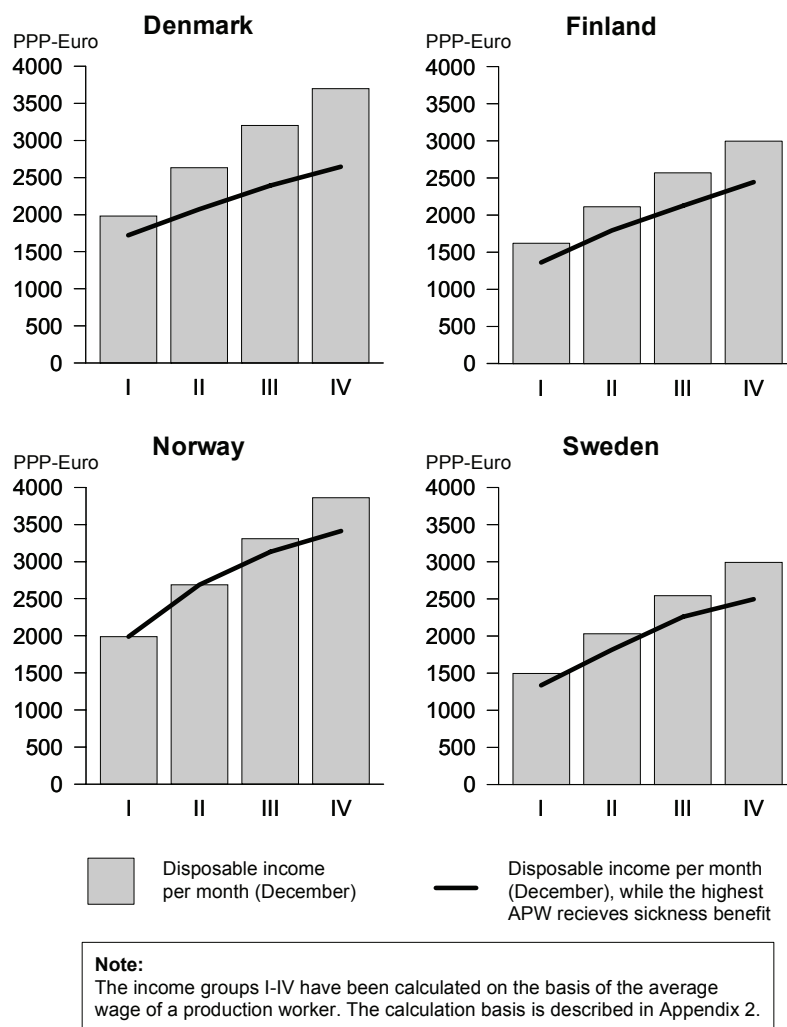 Denmark
PPP-Euro
4000
3500
3000
2500
2000
1500
1000
500
0
I II III IV
Finland
PPP-Euro
4000
3500
3000
2500
2000
1500
1000
500
0
I II III IV
Norway
PPP-Euro
4000
3500
3000
2500
2000
1500
1000
500
0
I II III IV
Sweden
PPP-Euro
4000
3500
3000
2500
2000
1500
1000
500
0
I II III IV
Disposable income
per month (December)
Disposable income per month
(December), while the highest
APW recieves sickness benefit
Note:
The income groups I-IV have been calculated on the basis of the average
wage of a production worker. The calculation basis is described in Appendix 2.